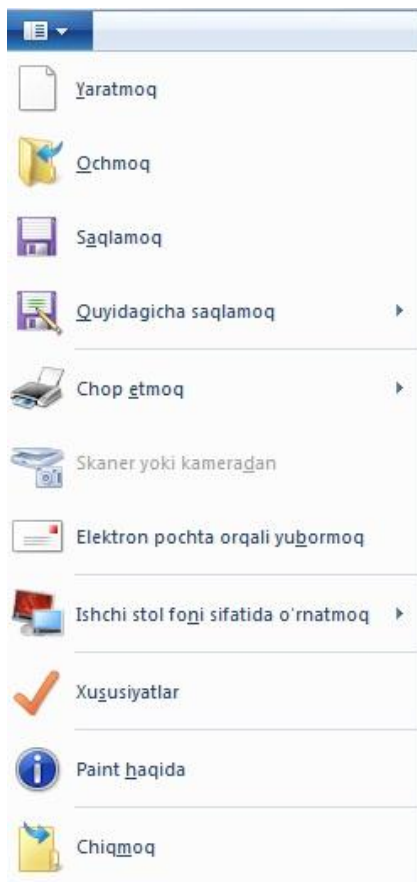 Yaratmoq
Ochmoq
Saqlamoq
Quyidagicha saqlamoq
Chop etmoq
Skaner yoki kameradan
Elektron pochta orqali yubormoq
Ishchi stol foni sifatida o'rnatmoq
Xususiyatlar
Paint haqida
Chiqmoq